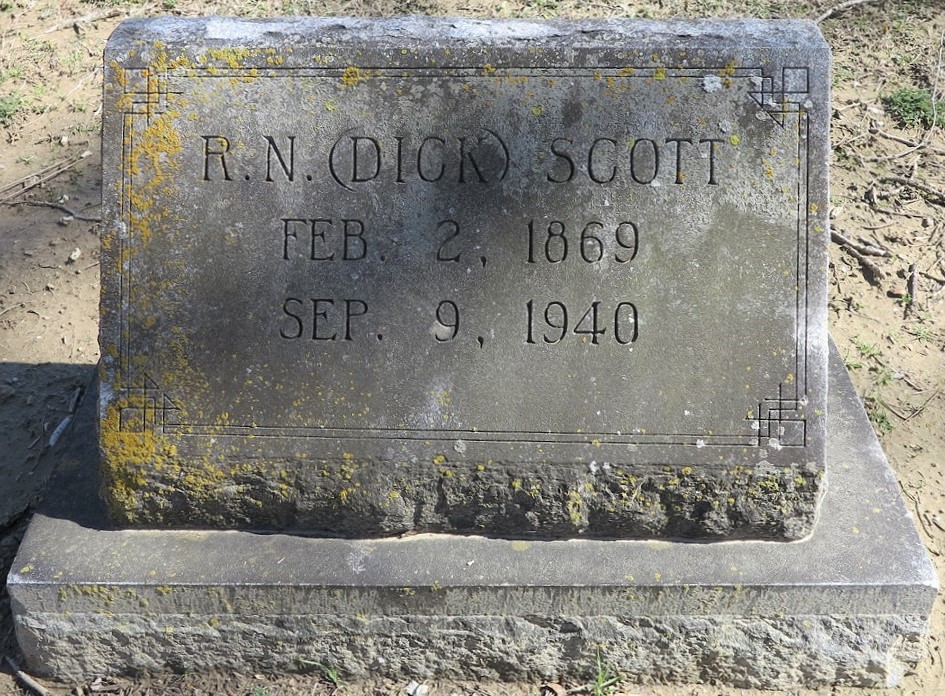 R.N. (DICK) SCOTT
FEB. 2, 1869
SEP. 9, 1940